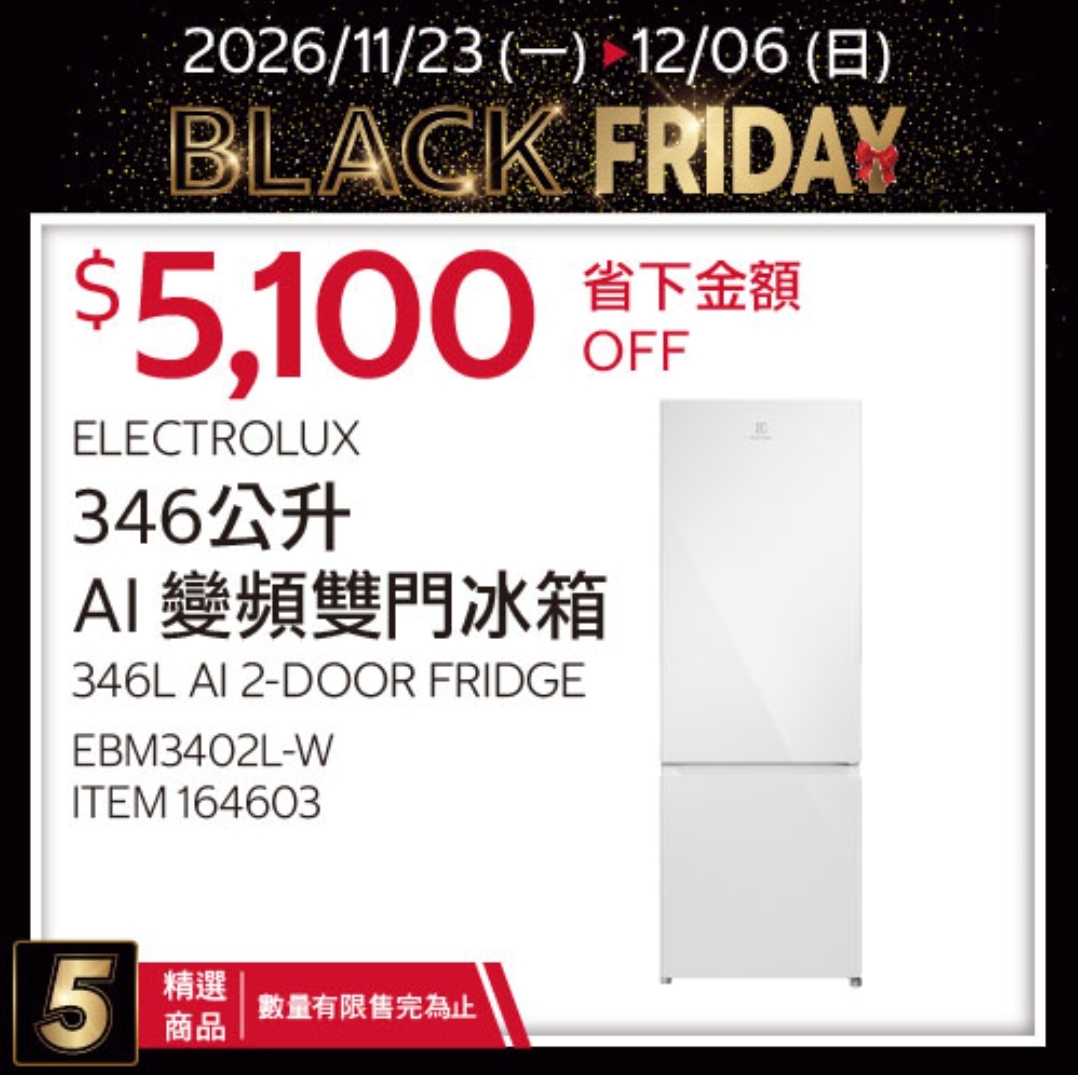 2026/11/23 (一) ▶ 12/06 (日)
BLACK FRIDAY
$5,100
省下金額
OFF
ELECTROLUX
346公升
AI 變頻雙門冰箱
346L AI 2-DOOR FRIDGE
EBM3402L-W
ITEM 164603
5
精選
商品
數量有限售完為止